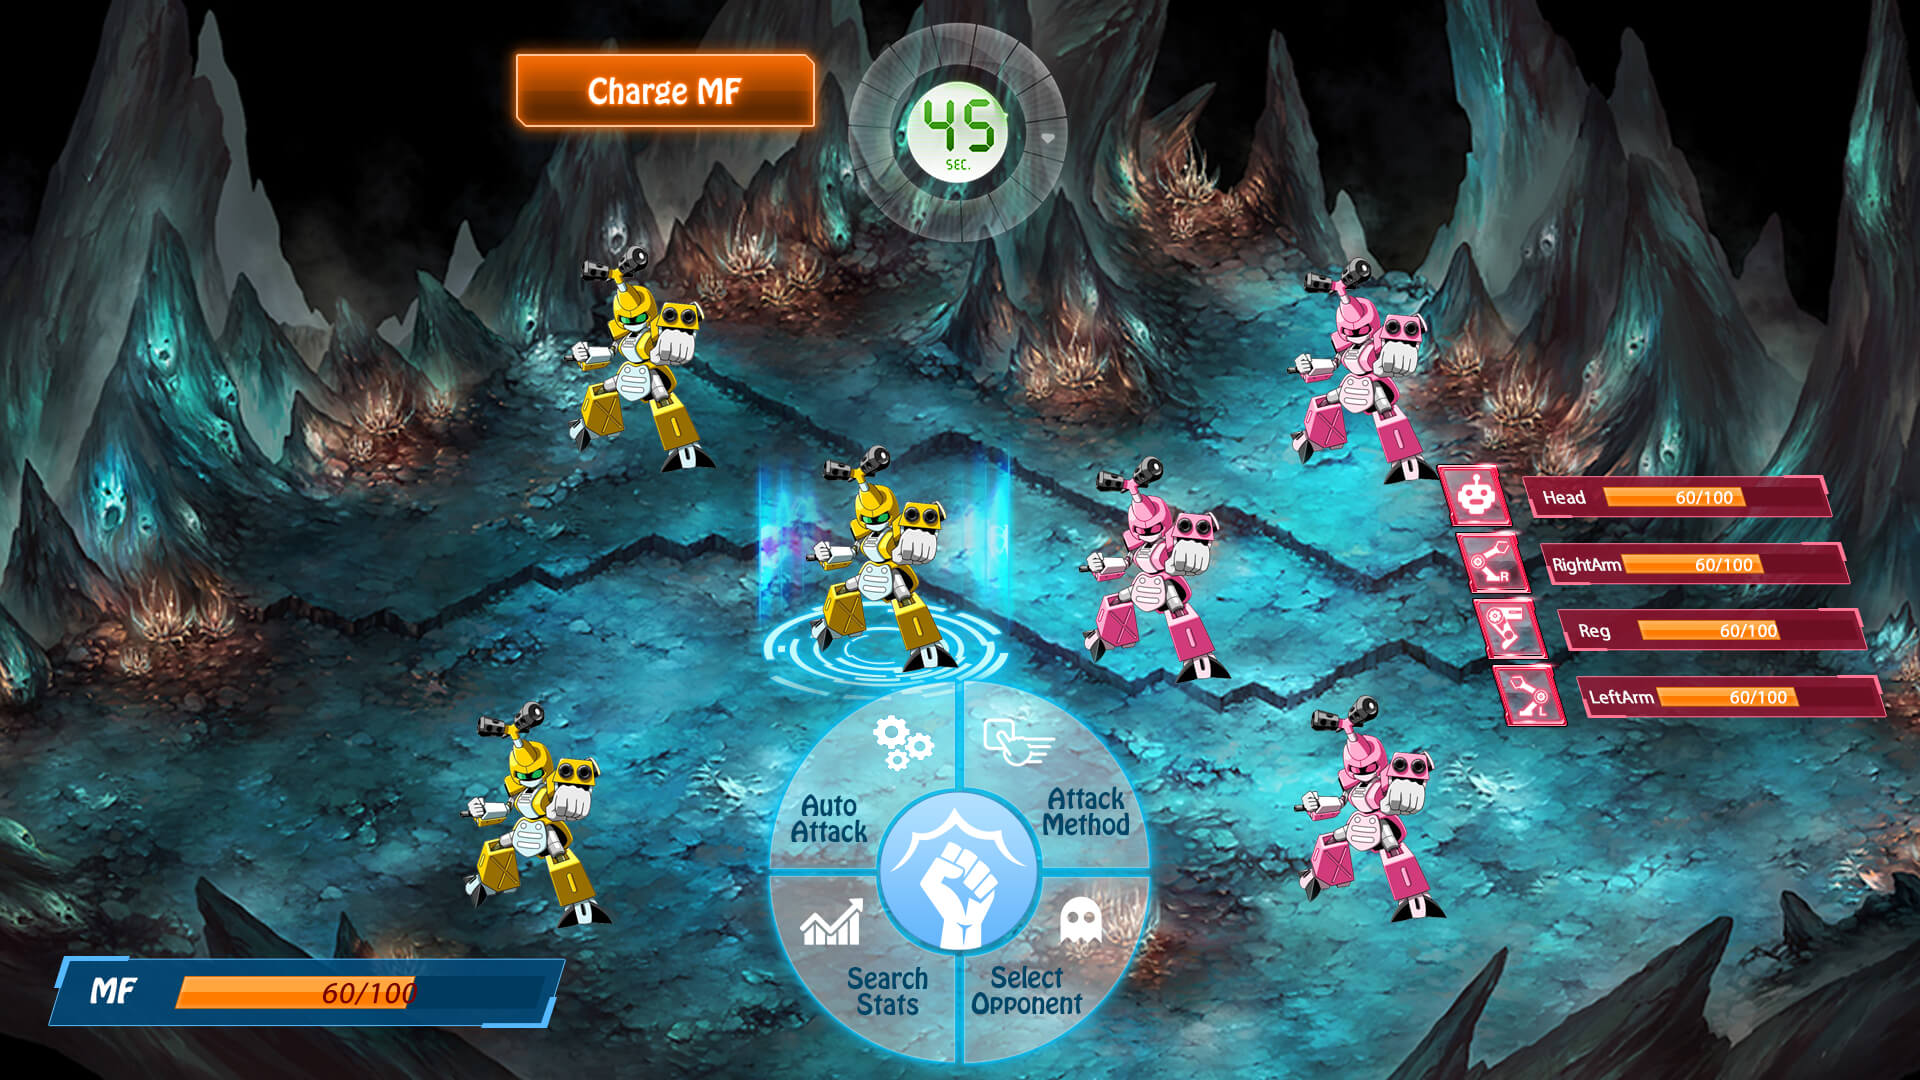 Charge MF
45
SEC.
Head 60/100
RightArm 60/100
R
Reg 60/100
LeftArm 60/100
L
Auto
Attack
Attack
Method
Search
Stats
Select
Opponent
MF 60/100